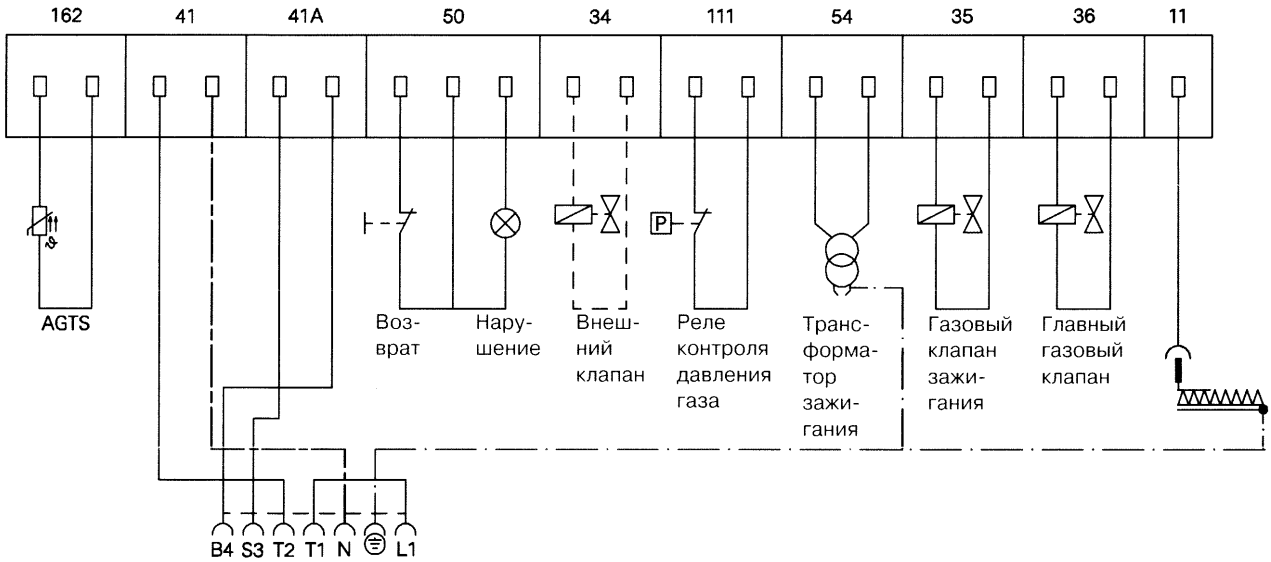 162 41 41A 50 34 111 54 35 36 11
ϑ
P
AGTS
Воз-
врат
Нару-
шение
Внеш-
ний
клапан
Реле
контроля
давления
газа
Транс-
форма-
тор
зажи-
гания
Газовый
клапан
зажи-
гания
Главный
газовый
клапан
B4 S3 T2 T1 N L1